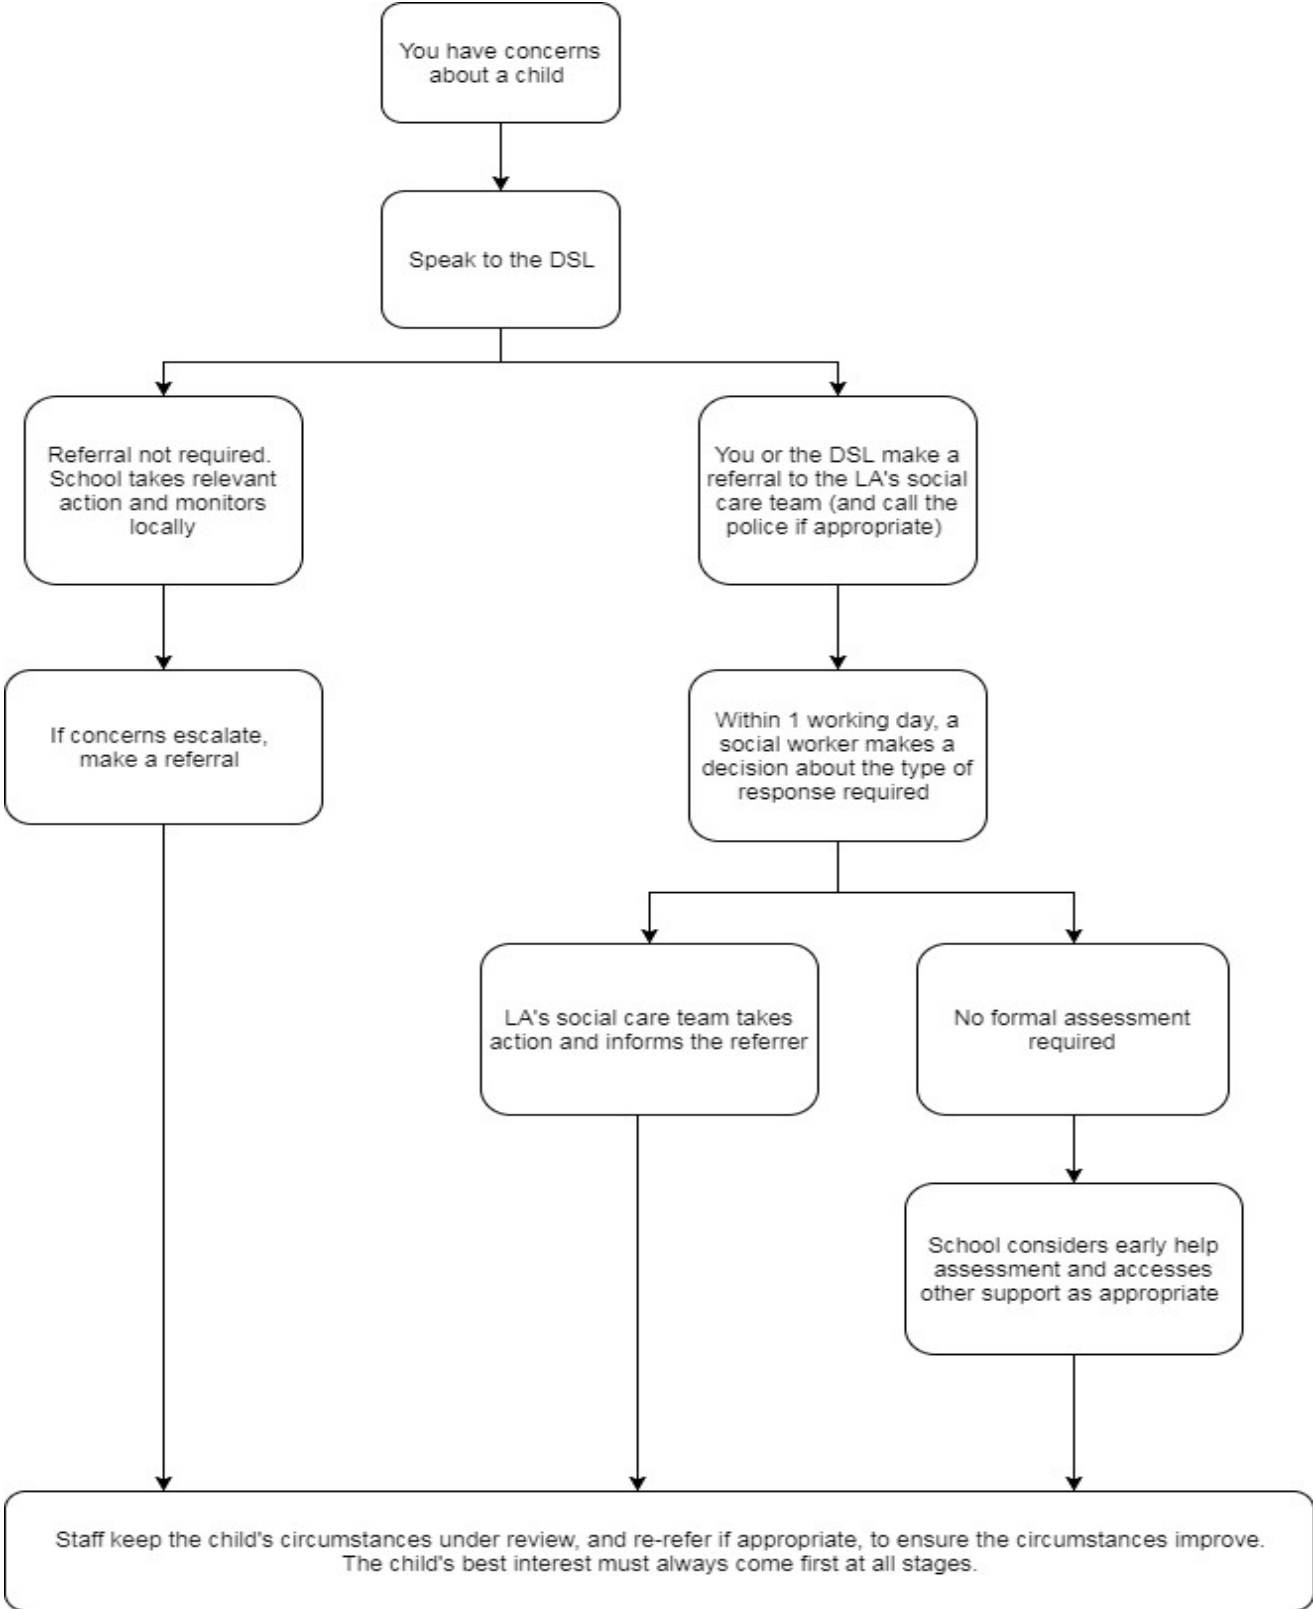 You have concerns
about a child
Speak to the DSL
Referral not required.
School takes relevant
action and monitors
locally
You or the DSL make a
referral to the LA's social
care team (and call the
police if appropriate)
If concerns escalate,
make a referral
Within 1 working day, a
social worker makes a
decision about the type of
response required
LA's social care team takes
action and informs the referrer
No formal assessment
required
School considers early help
assessment and accesses
other support as appropriate
Staff keep the child's circumstances under review, and re-refer if appropriate, to ensure the circumstances improve.
The child's best interest must always come first at all stages.